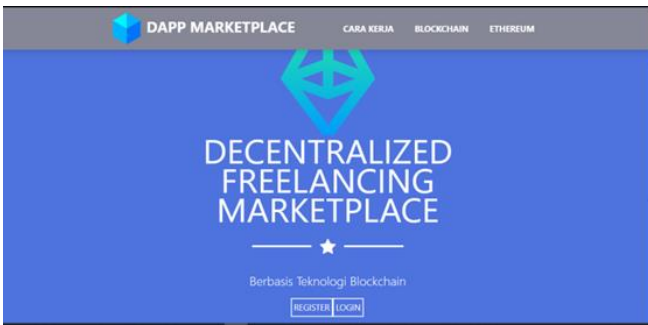 DAPP MARKETPLACE CARA KERJA BLOCKCHAIN ETHEREUM
DECENTRALIZED
FREELANCING
MARKETPLACE
Berbasis Teknologi Blockchain
REGISTER LOGIN